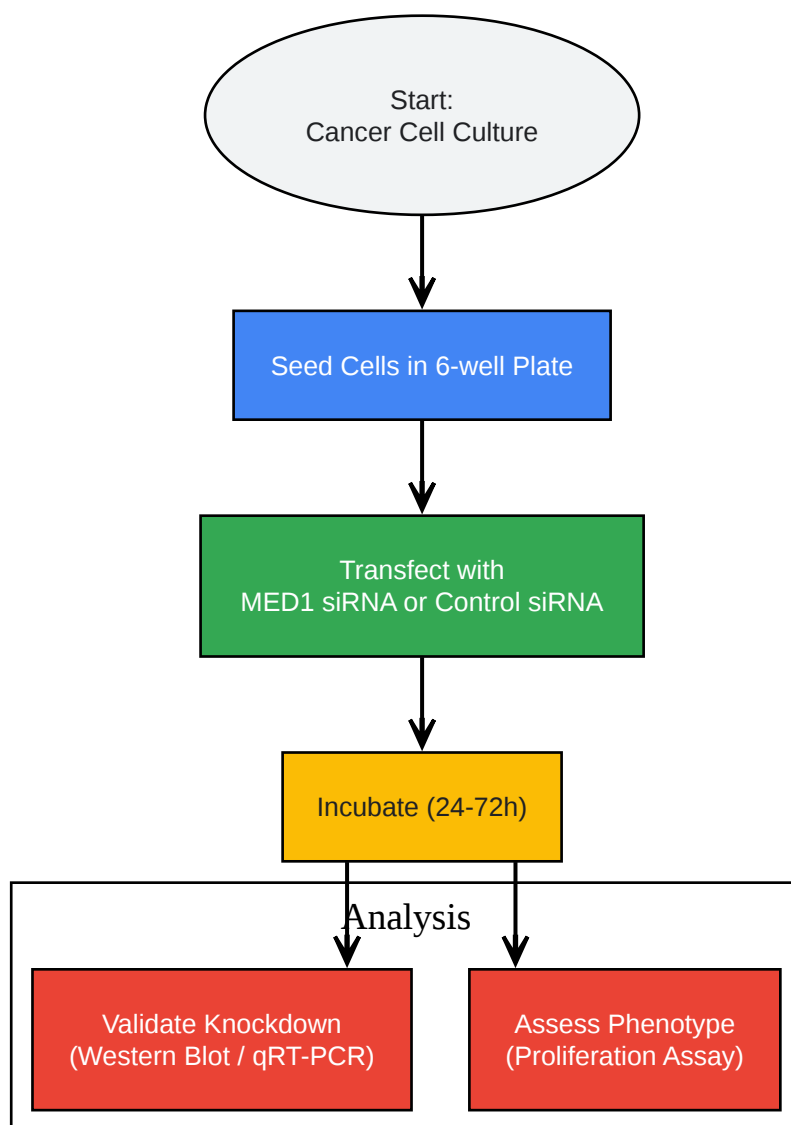 Start:
Cancer Cell Culture
Seed Cells in 6-well Plate
Transfect with
MED1 siRNA or Control siRNA
Incubate (24-72h)
Analysis
Validate Knockdown
(Western Blot / qRT-PCR)
Assess Phenotype
(Proliferation Assay)